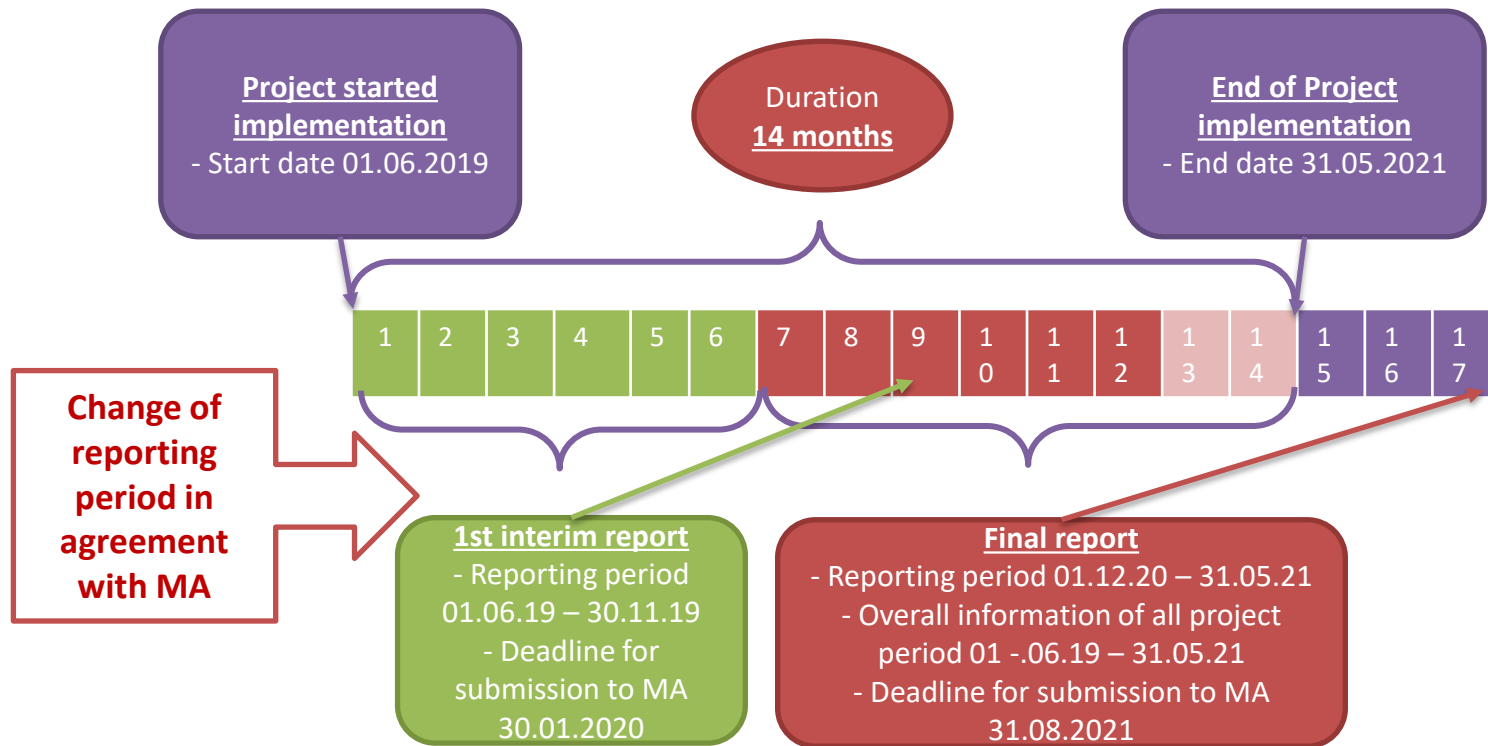 Project started
implementation
- Start date 01.06.2019
Duration
14 months
End of Project
implementation
- End date 31.05.2021
1 2 3 4 5 6 7 8 9 1 1 1 1 1 1 1 1
0 1 2 3 4 5 6 7
Change of
reporting
period in
agreement
with MA
1st interim report
- Reporting period
01.06.19 – 30.11.19
- Deadline for
submission to MA
30.01.2020
Final report
- Reporting period 01.12.20 – 31.05.21
- Overall information of all project
period 01 -.06.19 – 31.05.21
- Deadline for submission to MA
31.08.2021